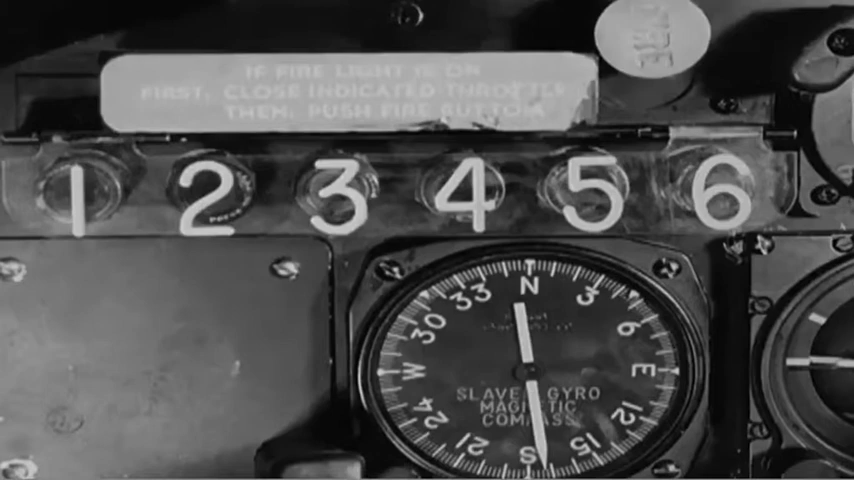 IF FIRE LIGHT IS ON
FIRST, CLOSE INDICATED THROTTLE
THEN, PUSH FIRE BUTTON
1 2 3 4 5 6
PRESS
N
33 3
30 6
W E
SLAVED GYRO
MAGNETIC
COMPASS
24 12
21 15
S